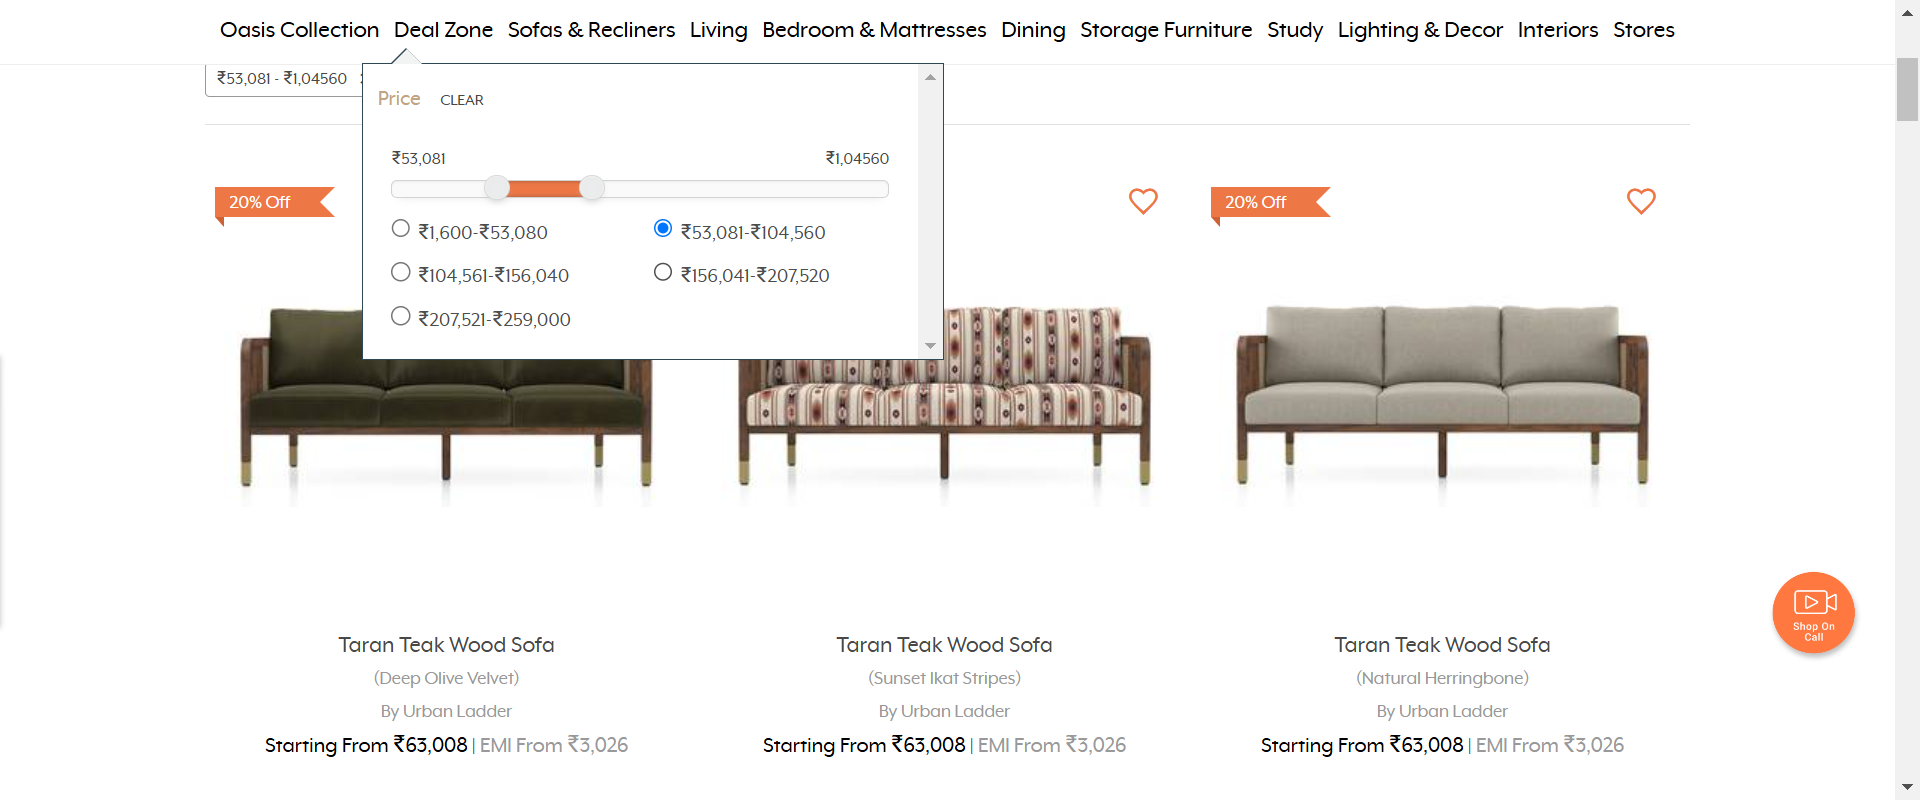 Oasis Collection Deal Zone Sofas & Recliners Living Bedroom & Mattresses Dining Storage Furniture Study Lighting & Decor Interiors Stores
₹53,081 - ₹1,04560
Price CLEAR
₹53,081 ₹1,04560
₹1,600-₹53,080 ₹53,081-₹104,560
₹104,561-₹156,040 ₹156,041-₹207,520
₹207,521-₹259,000
20% Off
20% Off
Shop On
Call
Taran Teak Wood Sofa
(Deep Olive Velvet)
By Urban Ladder
Starting From ₹63,008 | EMI From ₹3,026
Taran Teak Wood Sofa
(Sunset Ikat Stripes)
By Urban Ladder
Starting From ₹63,008 | EMI From ₹3,026
Taran Teak Wood Sofa
(Natural Herringbone)
By Urban Ladder
Starting From ₹63,008 | EMI From ₹3,026